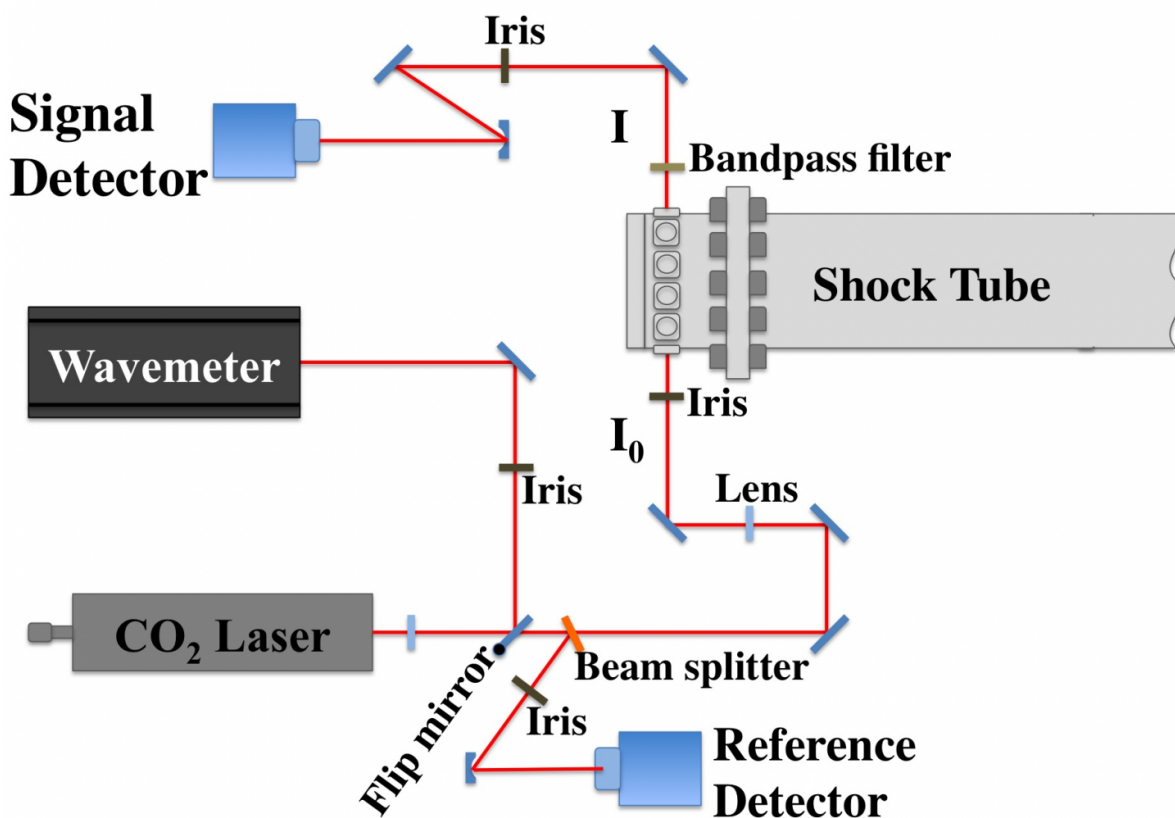 Iris
Signal
Detector
I
Bandpass filter
Shock Tube
Wavemeter
Iris
I₀
Iris
Lens
CO₂ Laser
Beam splitter
Flip mirror
Iris
Reference
Detector